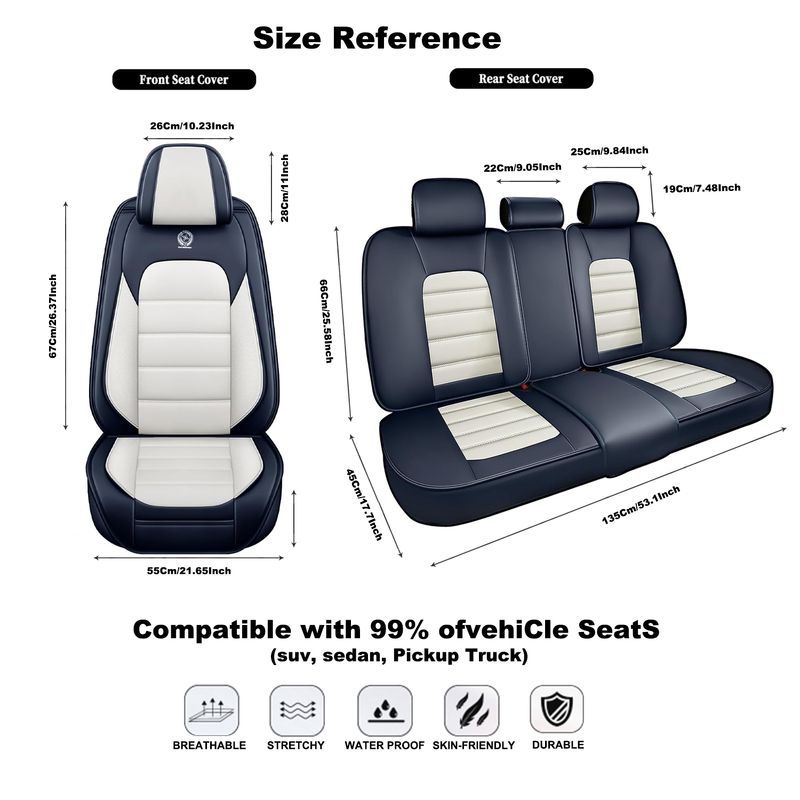 Size Reference
Front Seat Cover
Rear Seat Cover
26Cm/10.23Inch
28Cm/11Inch
67Cm/26.37Inch
55Cm/21.65Inch
22Cm/9.05Inch
25Cm/9.84Inch
19Cm/7.48Inch
66Cm/25.58Inch
45Cm/17.7Inch
135Cm/53.1Inch
Compatible with 99% ofvehiCle SeatS
(suv, sedan, Pickup Truck)
BREATHABLE
STRETCHY
WATER PROOF
SKIN-FRIENDLY
DURABLE